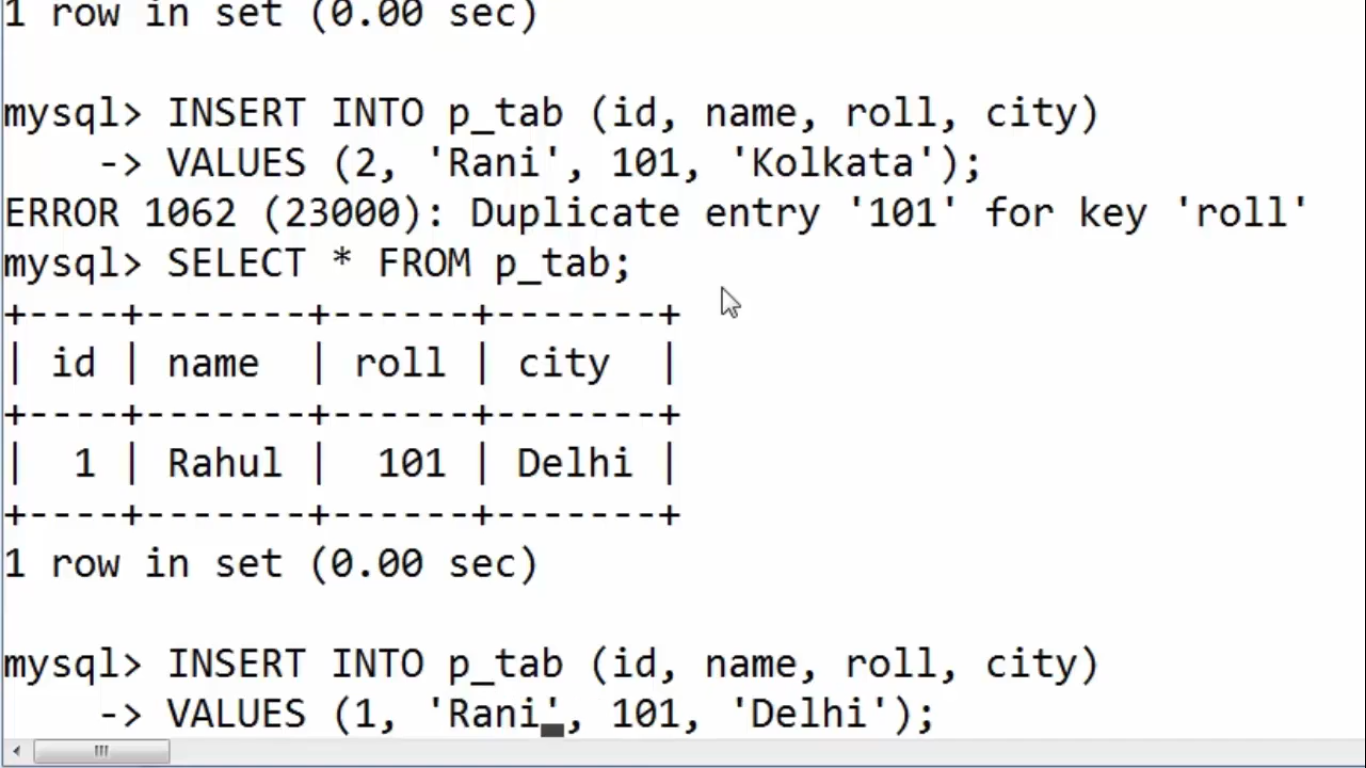 1 row in set (0.00 sec)
mysql> INSERT INTO p_tab (id, name, roll, city)
    -> VALUES (2, 'Rani', 101, 'Kolkata');
ERROR 1062 (23000): Duplicate entry '101' for key 'roll'
mysql> SELECT * FROM p_tab;
+----+-------+------+-------+
| id | name  | roll | city  |
+----+-------+------+-------+
|  1 | Rahul |  101 | Delhi |
+----+-------+------+-------+
1 row in set (0.00 sec)
mysql> INSERT INTO p_tab (id, name, roll, city)
    -> VALUES (1, 'Rani', 101, 'Delhi');